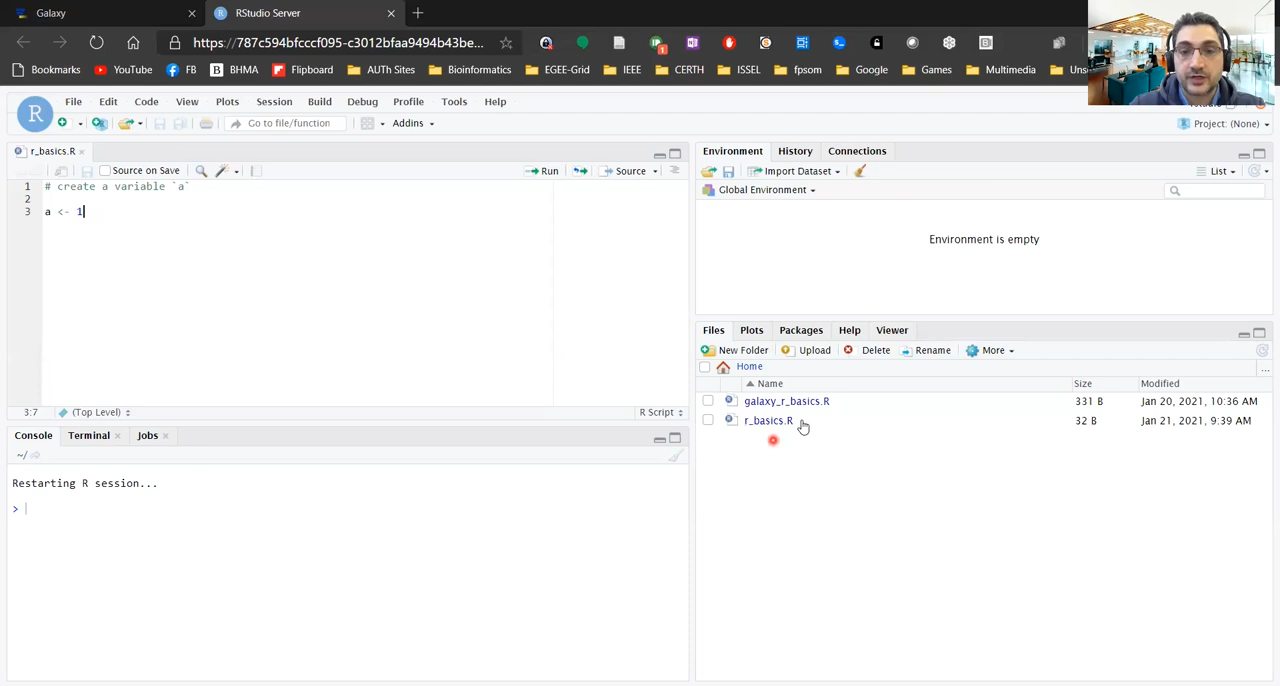 Galaxy
RStudio Server
https://787c594bfcccf095-c3012bfaa9494b43be...
Bookmarks YouTube FB BHMA Flipboard AUTh Sites Bioinformatics EGEE-Grid IEEE CERTH ISSEL fpsom Google Games Multimedia
File Edit Code View Plots Session Build Debug Profile Tools Help
Go to file/function Addins
Project: (None)
r_basics.R
Source on Save Run Source
1 # create a variable `a`
2
3 a <- 1
3:7 (Top Level) R Script
Console Terminal Jobs
~/
Restarting R session...
>
Environment History Connections
Import Dataset List
Global Environment
Environment is empty
Files Plots Packages Help Viewer
New Folder Upload Delete Rename More
Home ...
Name Size Modified
galaxy_r_basics.R 331 B Jan 20, 2021, 10:36 AM
r_basics.R 32 B Jan 21, 2021, 9:39 AM